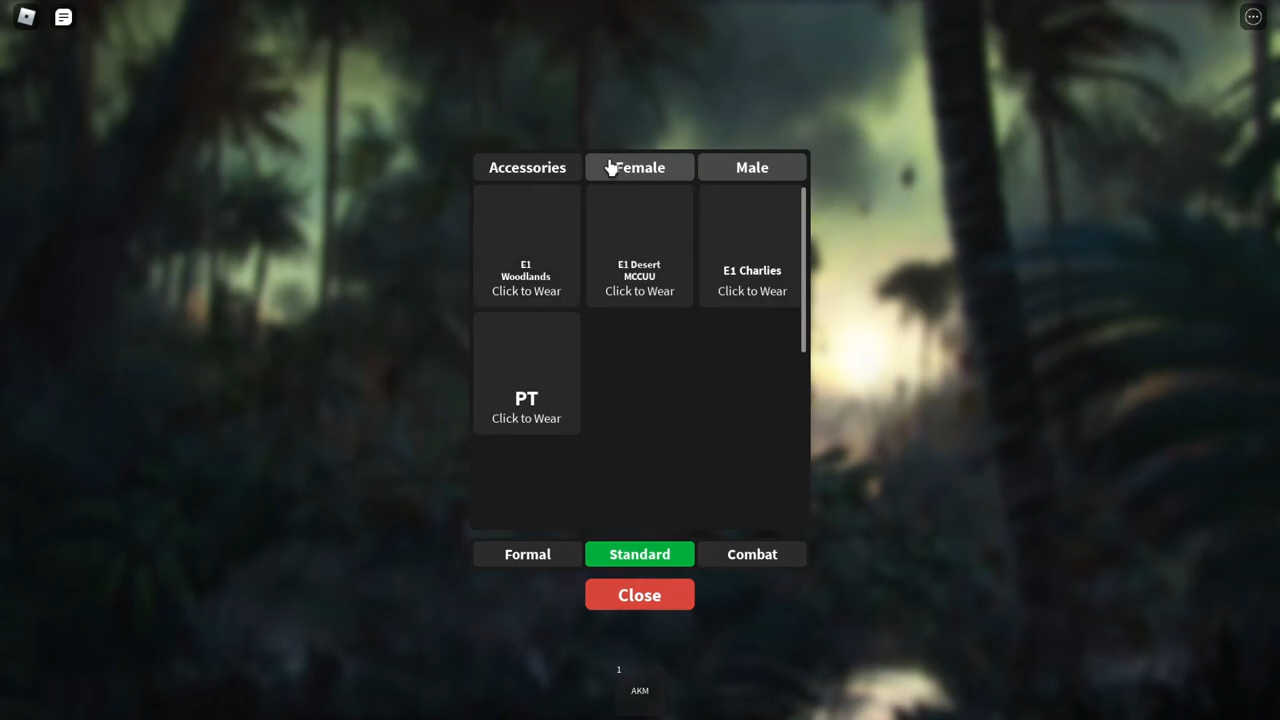 Accessories
Female
Male
E1
Woodlands
Click to Wear
E1 Desert
MCCUU
Click to Wear
E1 Charlies
Click to Wear
PT
Click to Wear
Formal
Standard
Combat
Close
1
AKM